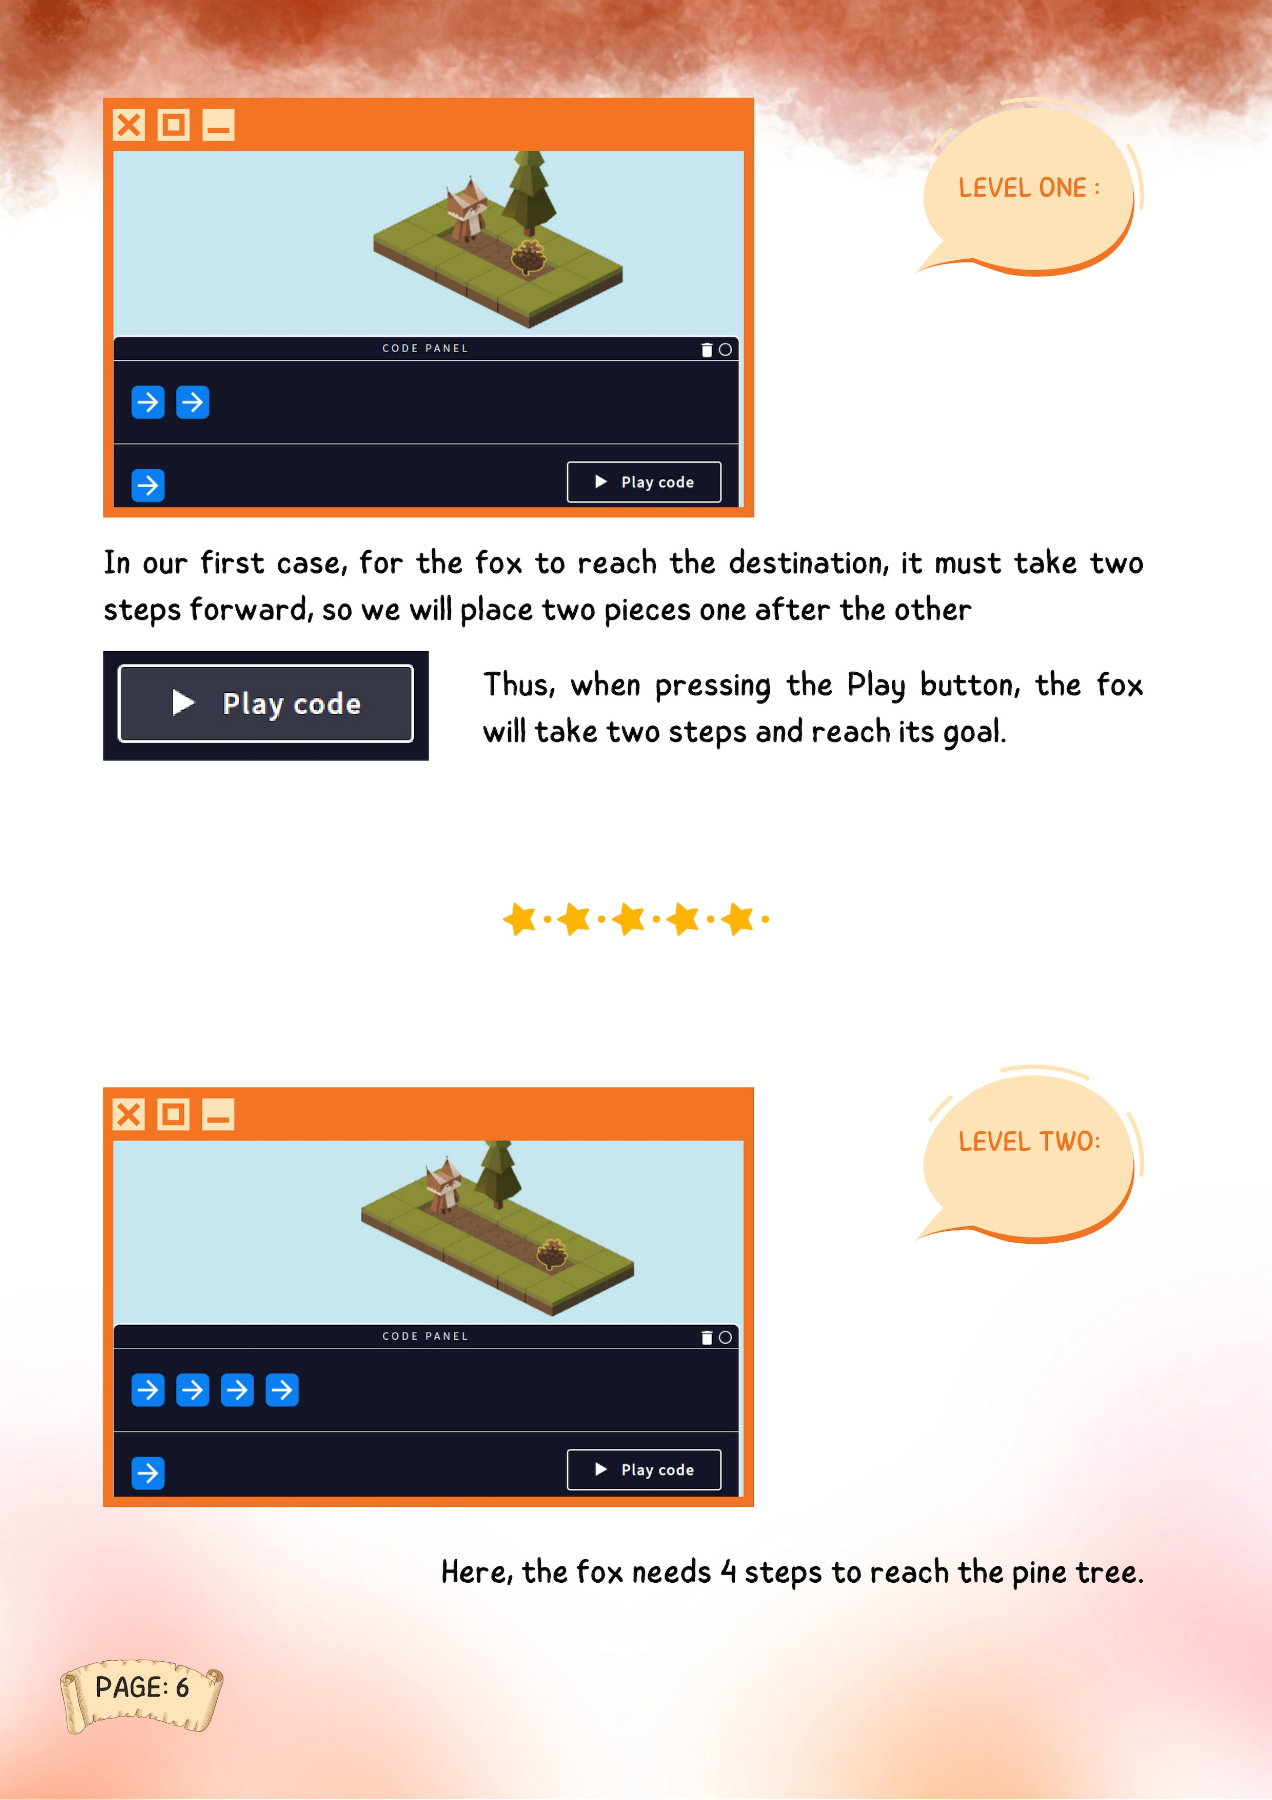 LEVEL ONE :
CODE PANEL
Play code
In our first case, for the fox to reach the destination, it must take two
steps forward, so we will place two pieces one after the other
Play code
Thus, when pressing the Play button, the fox
will take two steps and reach its goal.
LEVEL TWO:
CODE PANEL
Play code
Here, the fox needs 4 steps to reach the pine tree.
PAGE: 6